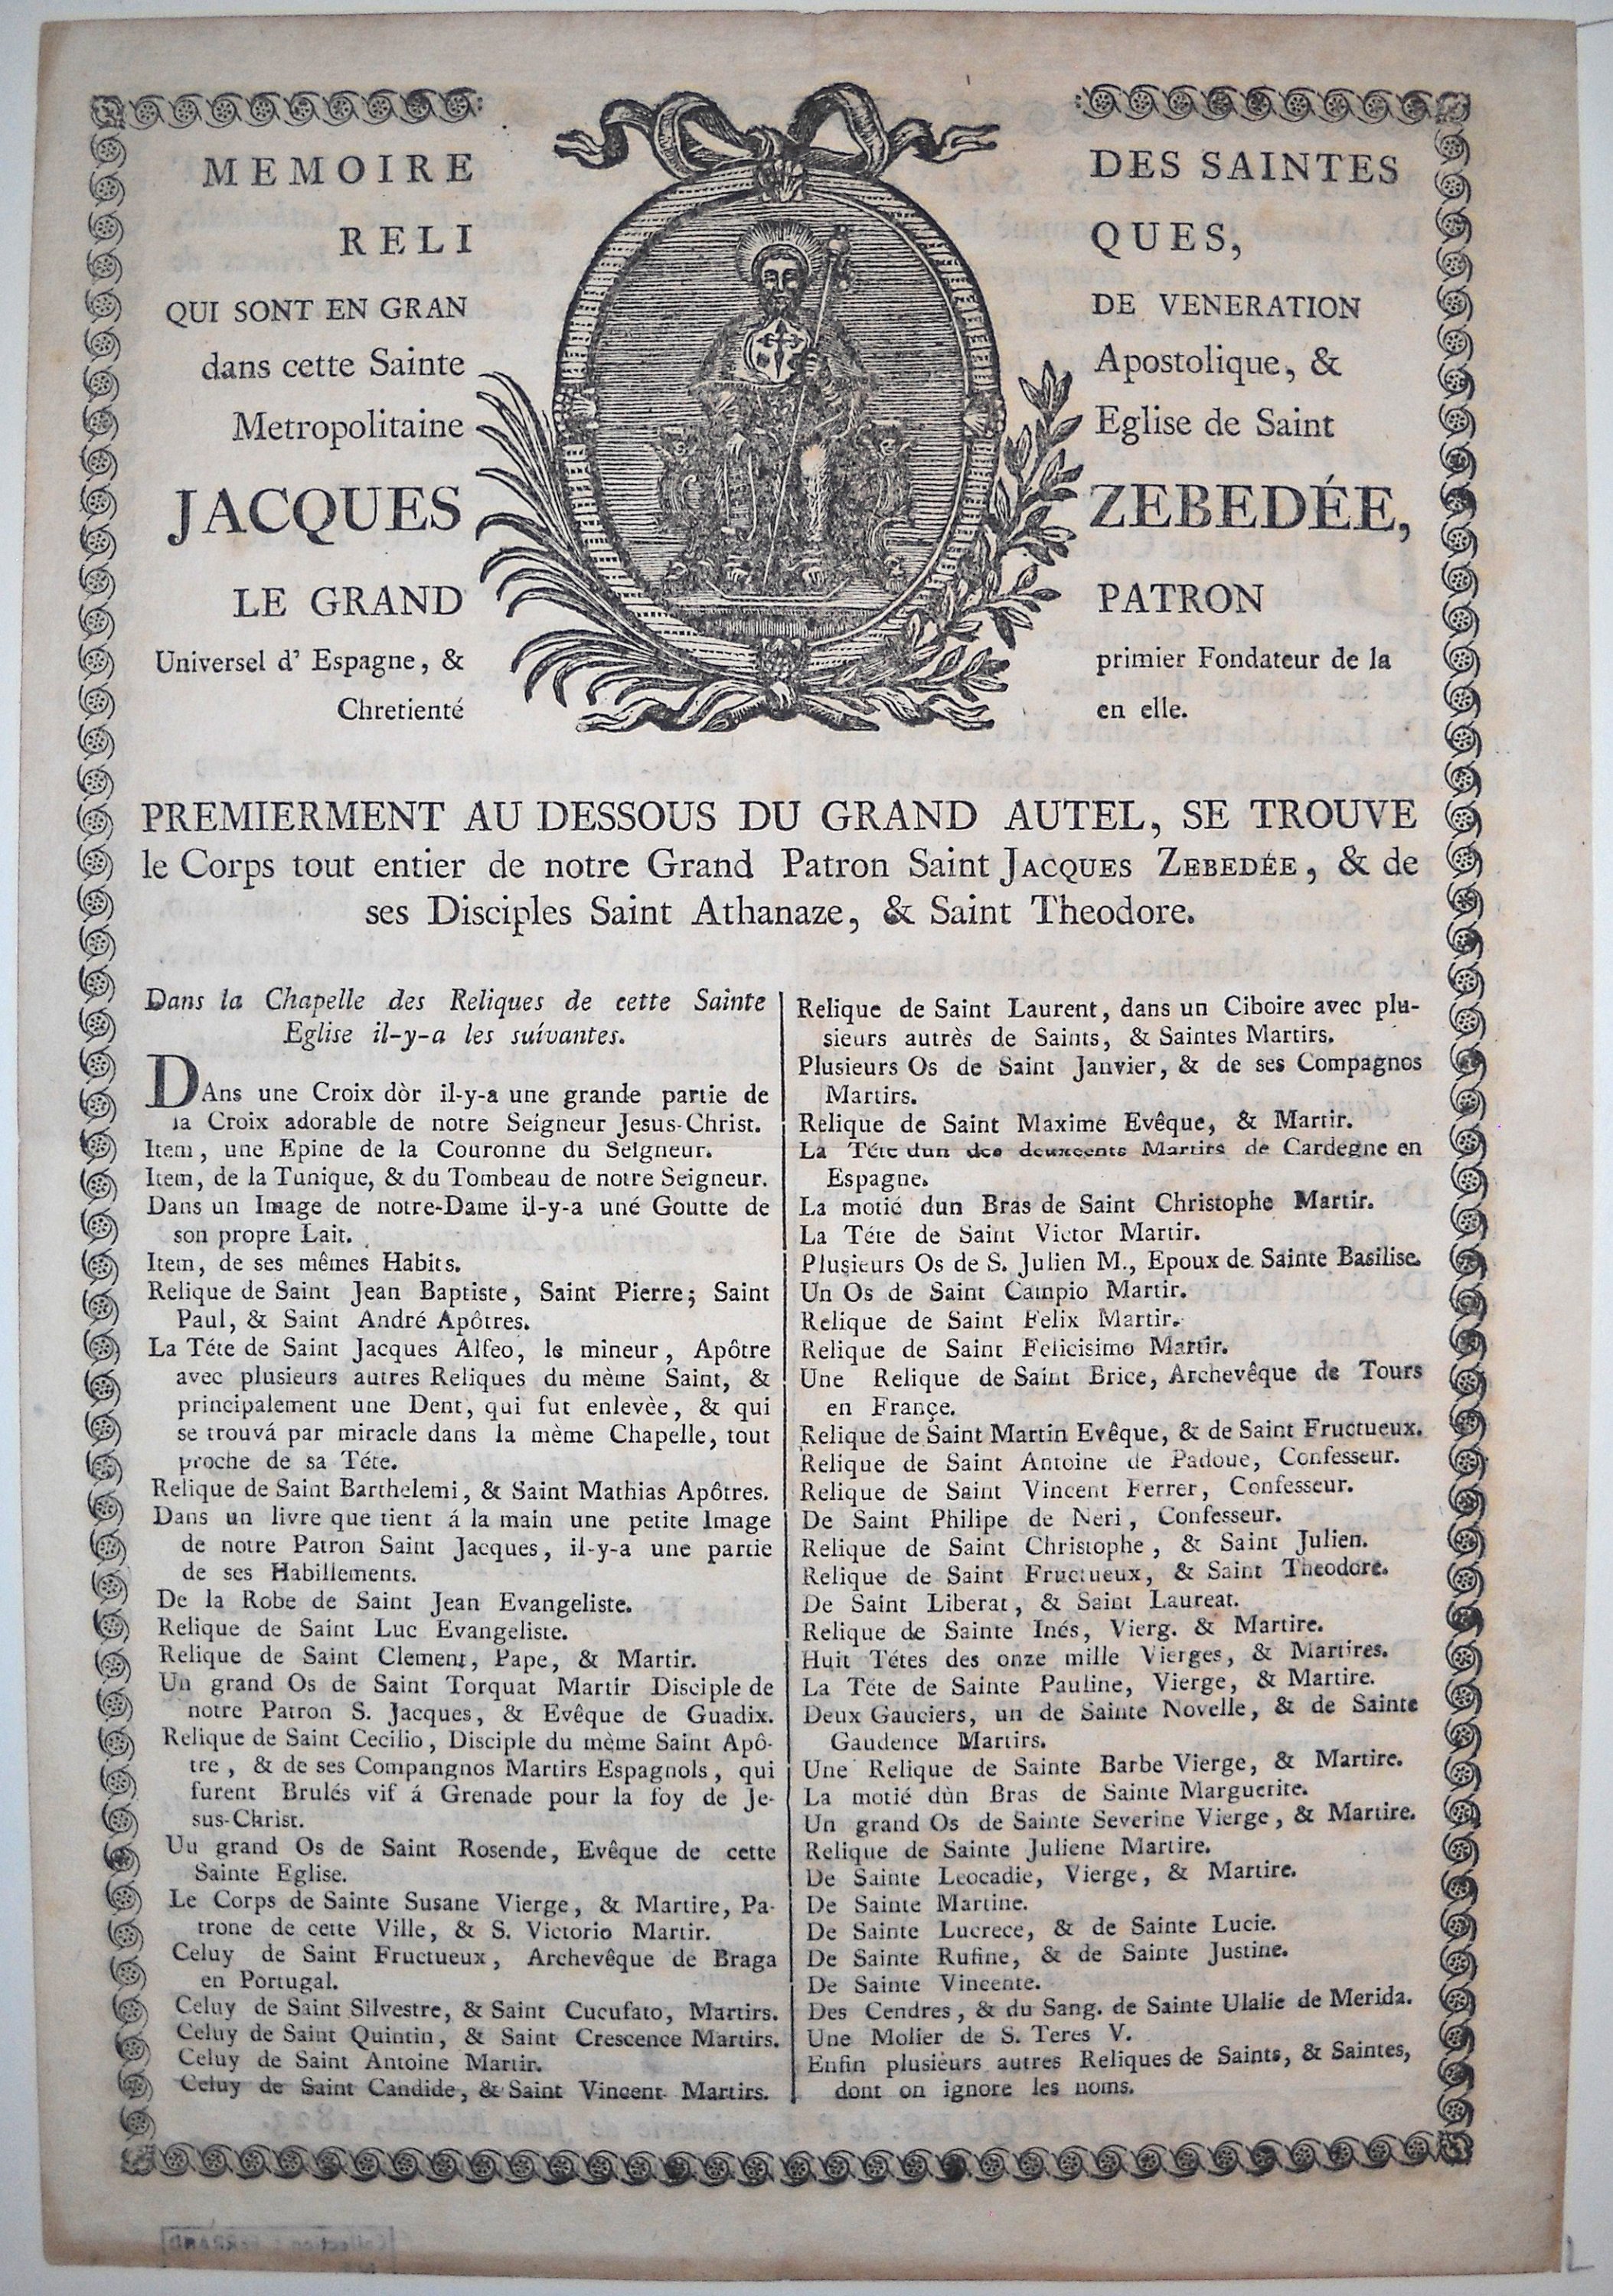 MEMOIRE DES SAINTES
RELI QUES,
QUI SONT EN GRAN DE VENERATION
dans cette Sainte Apostolique, &
Metropolitaine Eglise de Saint
JACQUES ZEBEDÉE,
LE GRAND PATRON
Universel d' Espagne, & primier Fondateur de la
Chretienté en elle.
PREMIERMENT AU DESSOUS DU GRAND AUTEL, SE TROUVE
le Corps tout entier de notre Grand Patron Saint JACQUES ZEBEDÉE, & de
ses Disciples Saint Athanaze, & Saint Theodore.
Dans la Chapelle des Reliques de cette Sainte
Eglise il-y-a les suívantes.
DAns une Croix dòr il-y-a une grande partie de
la Croix adorable de notre Seigneur Jesus-Christ.
Item, une Epine de la Couronne du Seigneur.
Item, de la Tunique, & du Tombeau de notre Seigneur.
Dans un Image de notre-Dame il-y-a uné Goutte de
son propre Lait.
Item, de ses mêmes Habits.
Relique de Saint Jean Baptiste, Saint Pierre; Saint
Paul, & Saint André Apôtres.
La Téte de Saint Jacques Alfeo, le mineur, Apôtre
avec plusieurs autres Reliques du mème Saint, &
principalement une Dent, qui fut enlevèe, & qui
se trouvá par miracle dans la mème Chapelle, tout
proche de sa Téte.
Relique de Saint Barthelemi, & Saint Mathias Apôtres.
Dans un livre que tient á la main une petite Image
de notre Patron Saint Jacques, il-y-a une partie
de ses Habillements.
De la Robe de Saint Jean Evangeliste.
Relique de Saint Luc Evangeliste.
Relique de Saint Clement, Pape, & Martir.
Un grand Os de Saint Torquat Martir Disciple de
notre Patron S. Jacques, & Evêque de Guadix.
Relique de Saint Cecilio, Disciple du mème Saint Apô-
tre, & de ses Compangnos Martirs Espagnols, qui
furent Brulés vif á Grenade pour la foy de Je-
sus-Christ.
Uu grand Os de Saint Rosende, Evêque de cette
Sainte Eglise.
Le Corps de Sainte Susane Vierge, & Martire, Pa-
trone de cette Ville, & S. Victorio Martir.
Celuy de Saint Fructueux, Archevêque de Braga
en Portugal.
Celuy de Saint Silvestre, & Saint Cucufato, Martirs.
Celuy de Saint Quintin, & Saint Crescence Martirs.
Celuy de Saint Antoine Martir.
Celuy de Saint Candide, & Saint Vincent Martirs.
Relique de Saint Laurent, dans un Ciboire avec plu-
sieurs autrès de Saints, & Saintes Martirs.
Plusieurs Os de Saint Janvier, & de ses Compagnos
Martirs.
Relique de Saint Maxime Evêque, & Martir.
La Téte dun des deuxcents Martirs de Cardegne en
Espagne.
La motié dun Bras de Saint Christophe Martir.
La Téte de Saint Victor Martir.
Plusieurs Os de S. Julien M., Epoux de Sainte Basilise.
Un Os de Saint Campio Martir.
Relique de Saint Felix Martir.
Relique de Saint Felicisimo Martir.
Une Relique de Saint Brice, Archevêque de Tours
en Françe.
Relique de Saint Martin Evêque, & de Saint Fructueux.
Relique de Saint Antoine de Padoue, Confesseur.
Relique de Saint Vincent Ferrer, Confesseur.
De Saint Philipe de Neri, Confesseur.
Relique de Saint Christophe, & Saint Julien.
Relique de Saint Fructueux, & Saint Theodore.
De Saint Liberat, & Saint Laureat.
Relique de Sainte Inés, Vierg. & Martire.
Huit Tétes des onze mille Vierges, & Martires.
La Téte de Sainte Pauline, Vierge, & Martire.
Deux Gauciers, un de Sainte Novelle, & de Sainte
Gaudence Martirs.
Une Relique de Sainte Barbe Vierge, & Martire.
La motié dùn Bras de Sainte Marguerite.
Un grand Os de Sainte Severine Vierge, & Martire.
Relique de Sainte Juliene Martire.
De Sainte Leocadie, Vierge, & Martire.
De Sainte Martine.
De Sainte Lucrece, & de Sainte Lucie.
De Sainte Rufine, & de Sainte Justine.
De Sainte Vincente.
Des Cendres, & du Sang. de Sainte Ulalie de Merida.
Une Molier de S. Teres V.
Enfin plusieurs autres Reliques de Saints, & Saintes,
dont on ignore les noms.